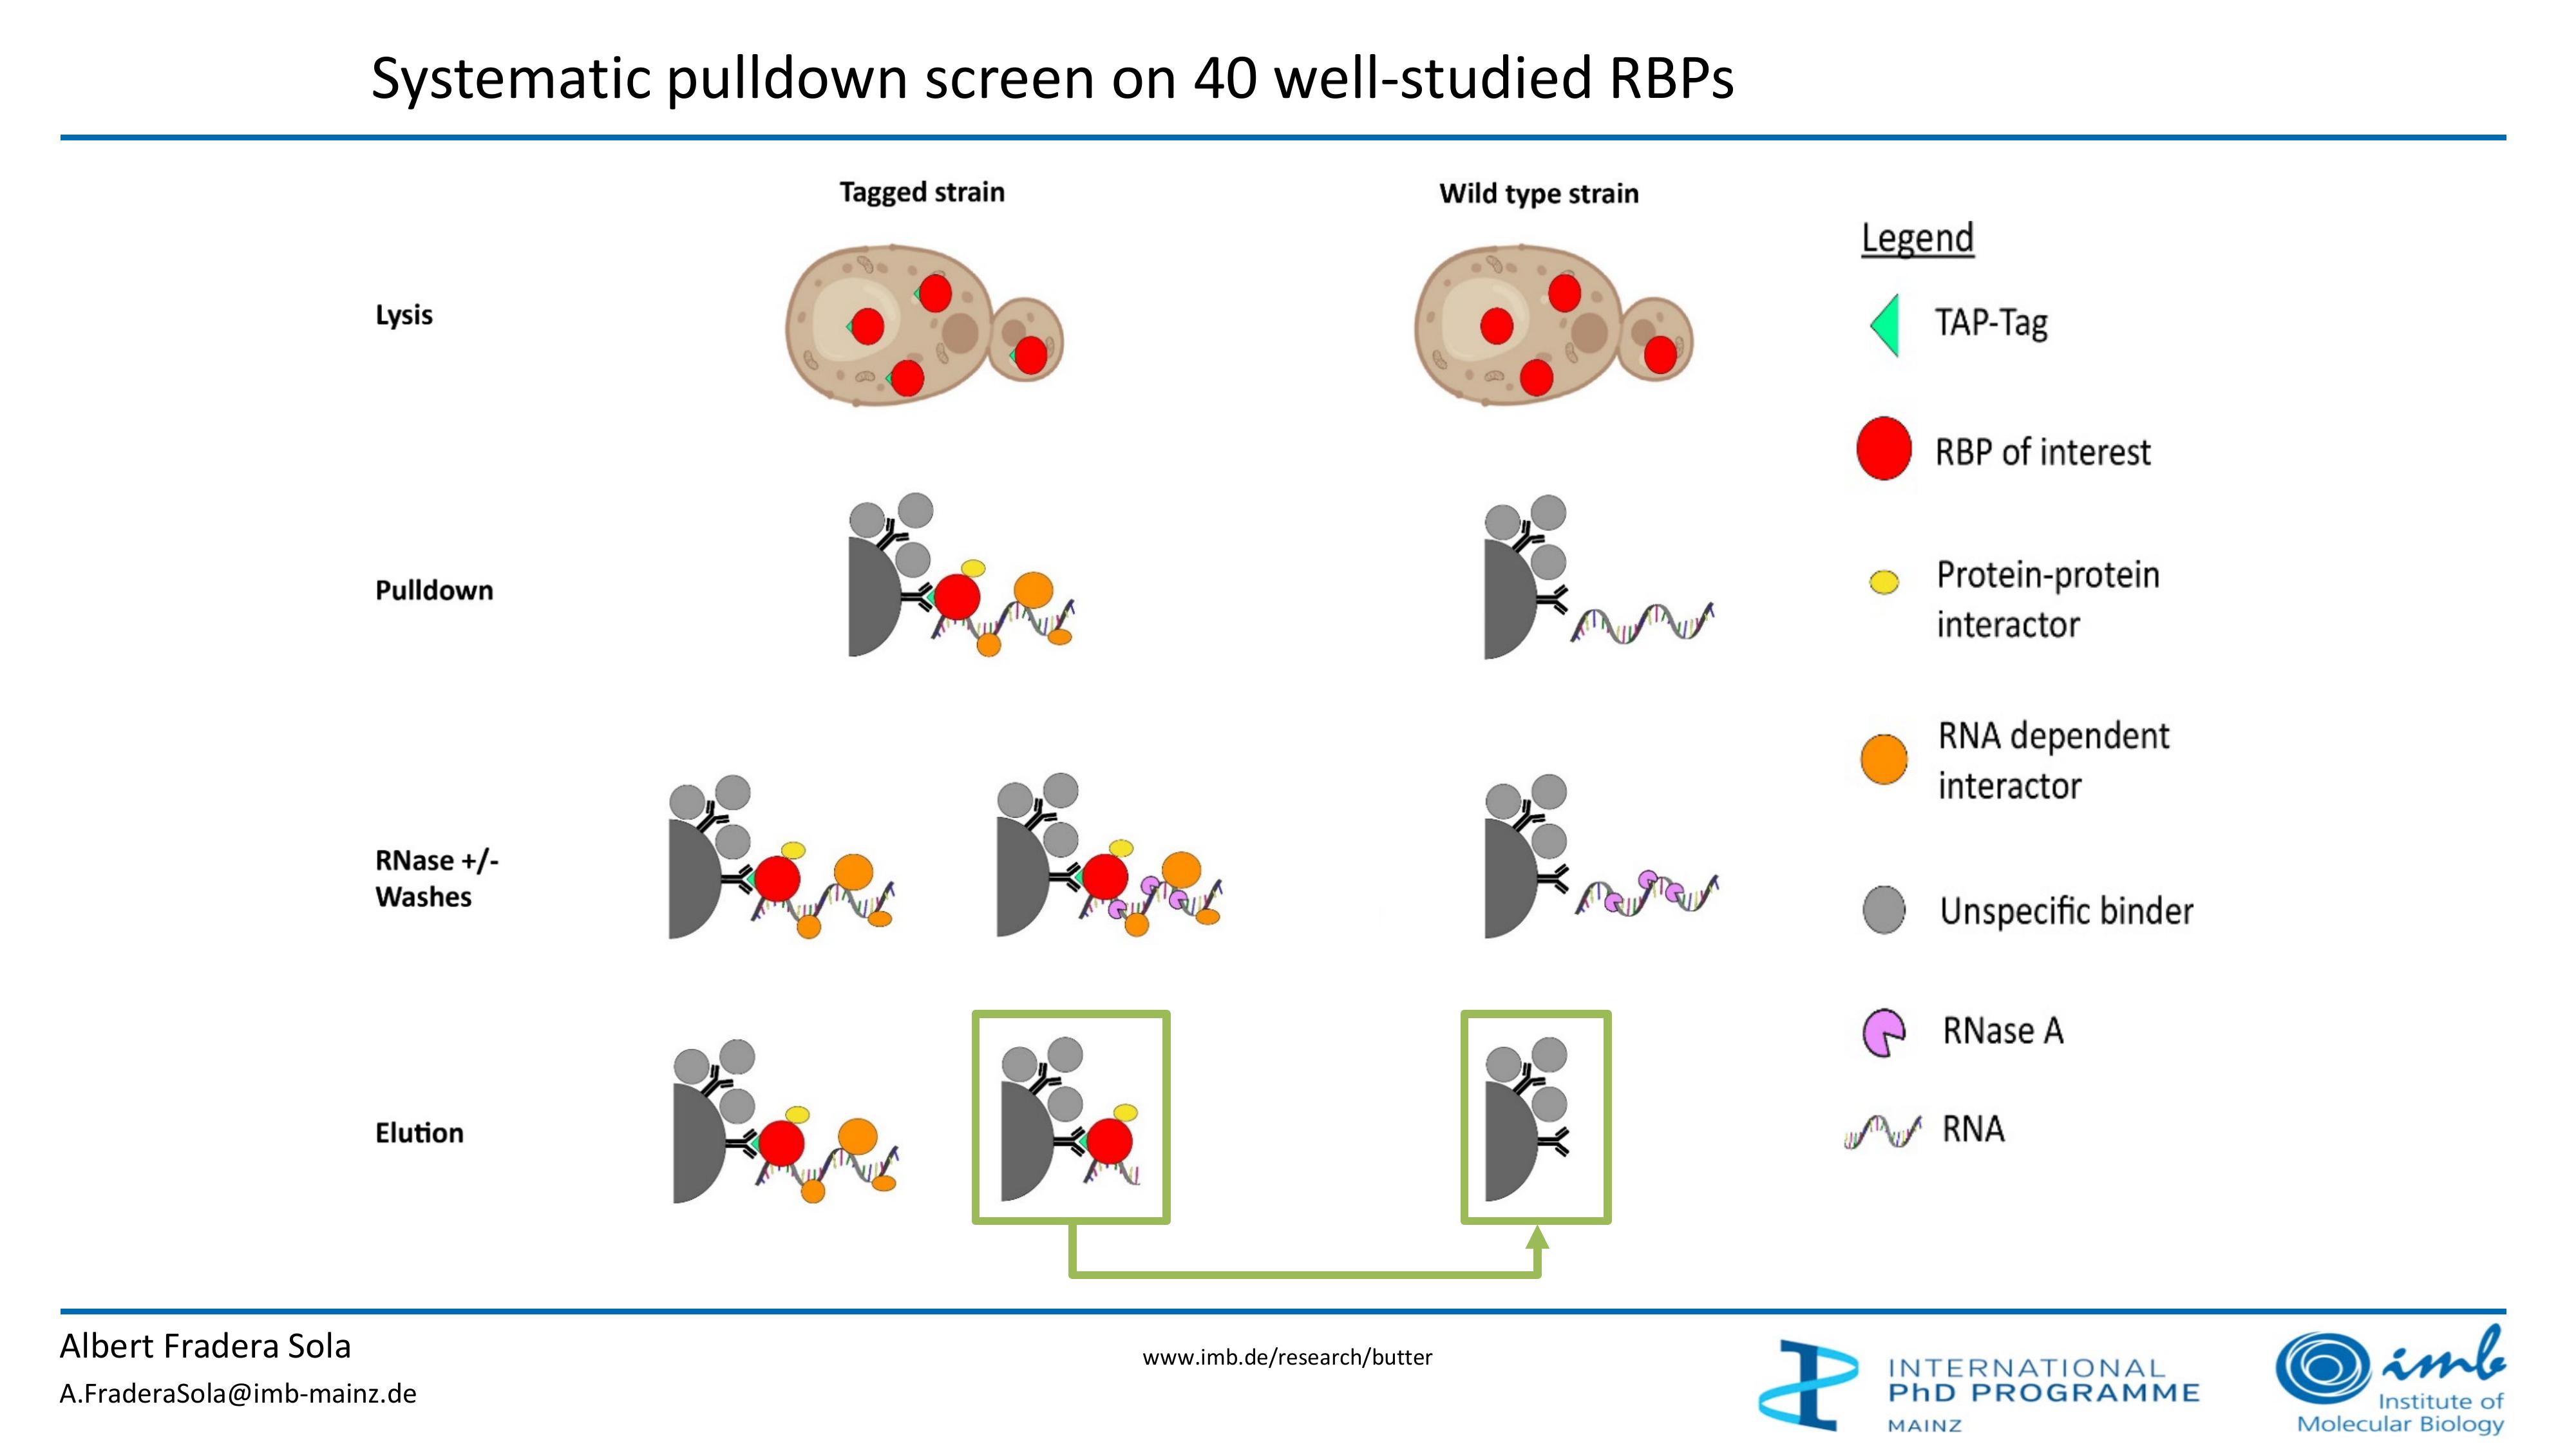 Systematic pulldown screen on 40 well-studied RBPs
Tagged strain
Wild type strain
Legend
Lysis
TAP-Tag
RBP of interest
Pulldown
Protein-protein
interactor
RNA dependent
interactor
RNase +/-
Washes
Unspecific binder
RNase A
Elution
RNA
Albert Fradera Sola
A.FraderaSola@imb-mainz.de
www.imb.de/research/butter
INTERNATIONAL
PhD PROGRAMME
MAINZ
imb
Institute of
Molecular Biology